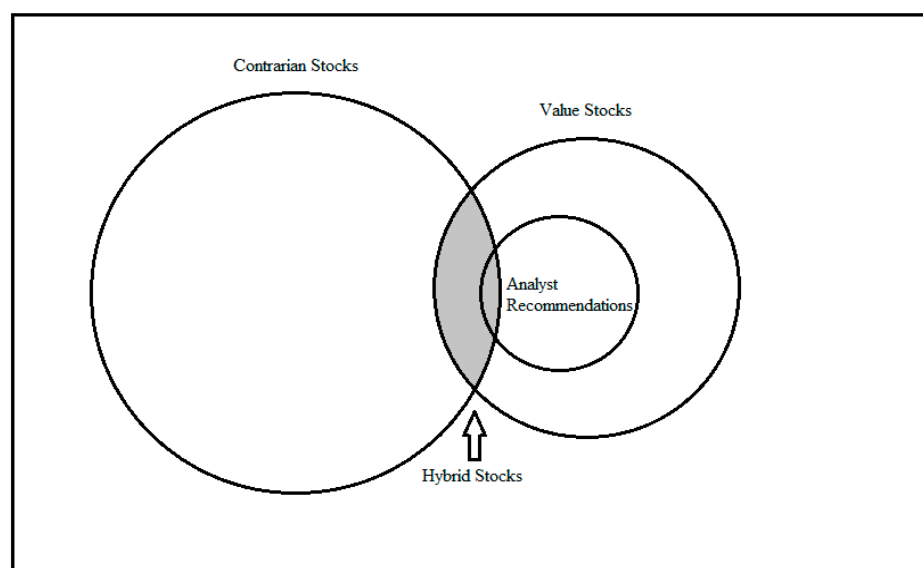 Contrarian Stocks
Value Stocks
Analyst
Recommendations
Hybrid Stocks